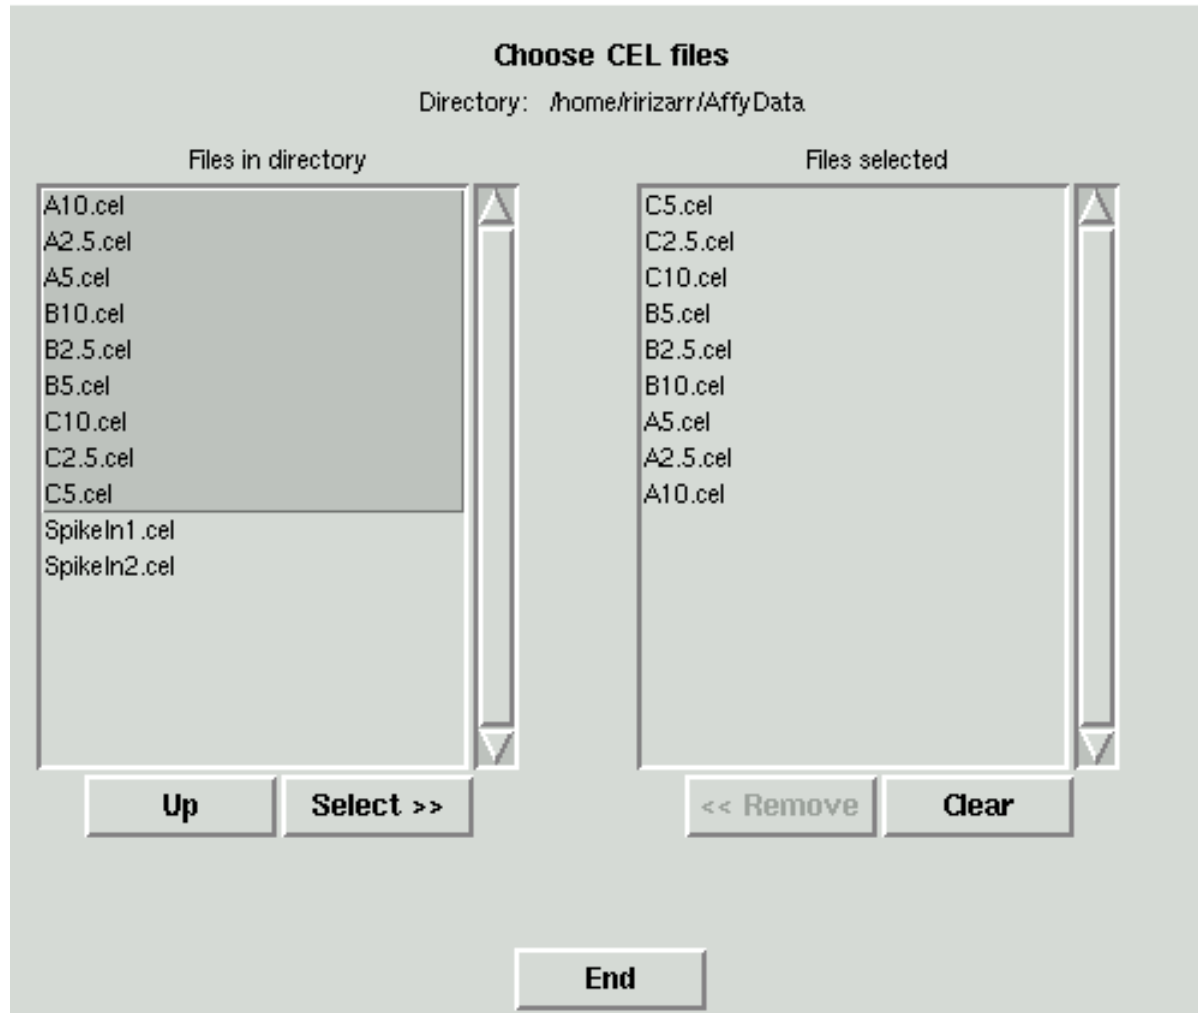 Choose CEL files
Directory: /home/ririzarr/AffyData
Files in directory
A10.cel
A2.5.cel
A5.cel
B10.cel
B2.5.cel
B5.cel
C10.cel
C2.5.cel
C5.cel
SpikeIn1.cel
SpikeIn2.cel
Up
Select >>
Files selected
C5.cel
C2.5.cel
C10.cel
B5.cel
B2.5.cel
B10.cel
A5.cel
A2.5.cel
A10.cel
<< Remove
Clear
End